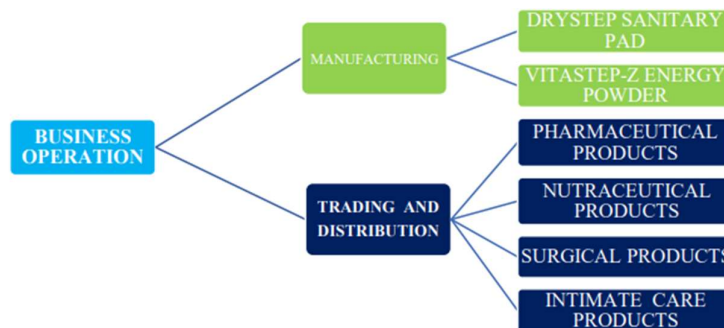 DRYSTEP SANITARY
PAD
MANUFACTURING
VITASTEP-Z ENERGY
POWDER
BUSINESS
OPERATION
PHARMACEUTICAL
PRODUCTS
TRADING AND
DISTRIBUTION
NUTRACEUTICAL
PRODUCTS
SURGICAL PRODUCTS
INTIMATE CARE
PRODUCTS